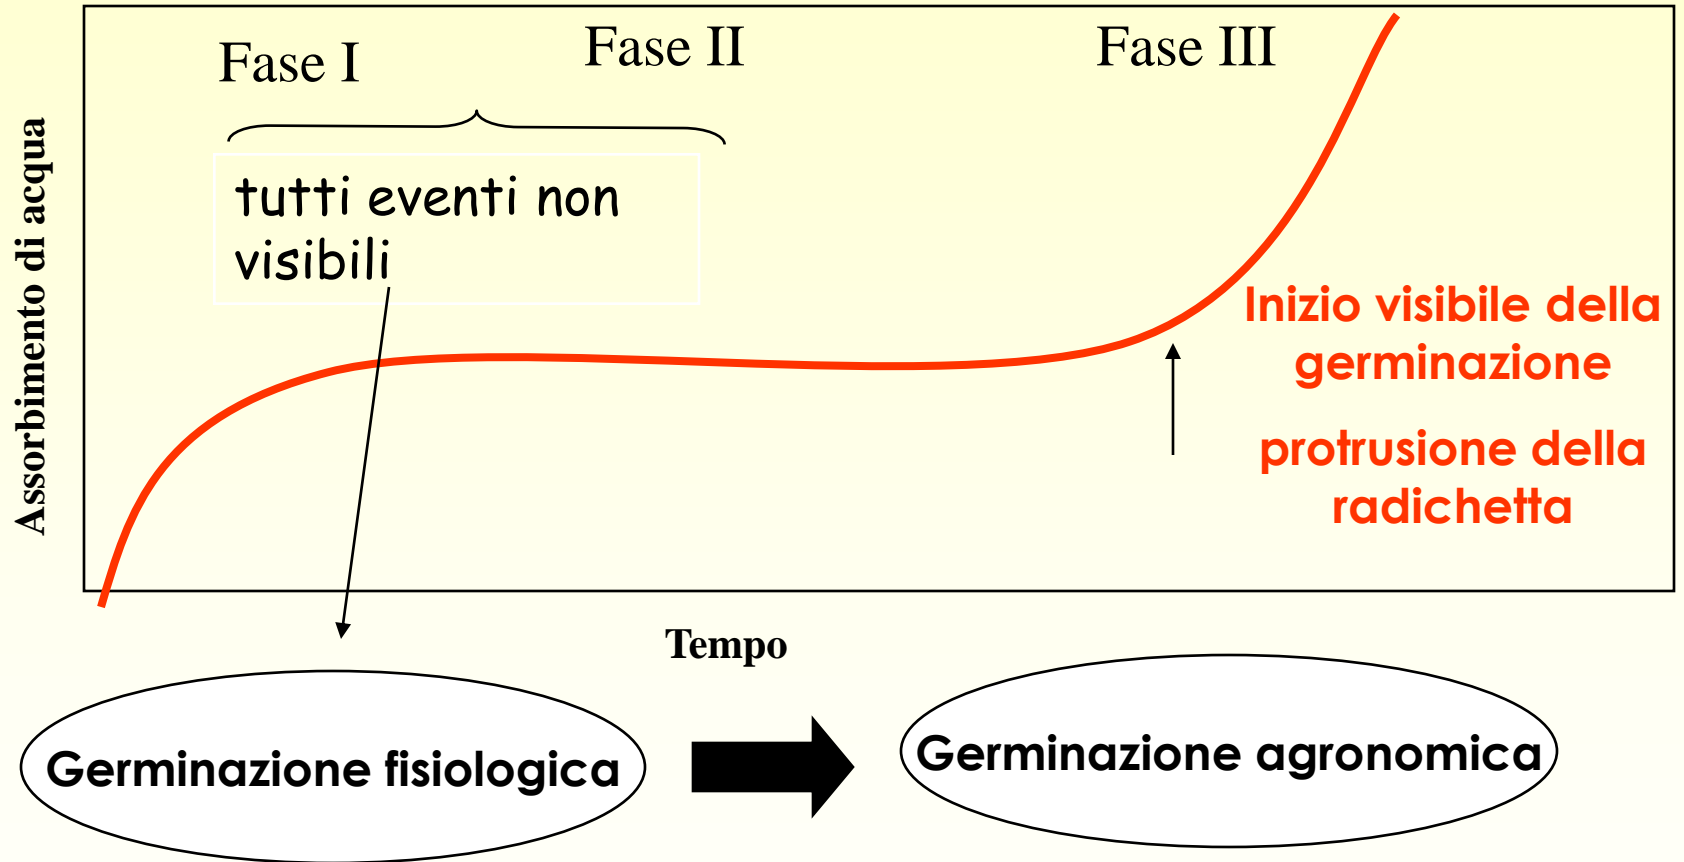 Fase I
Fase II
Fase III
tutti eventi non
visibili
Assorbimento di acqua
Inizio visibile della
germinazione
protrusione della
radichetta
Tempo
Germinazione fisiologica
Germinazione agronomica